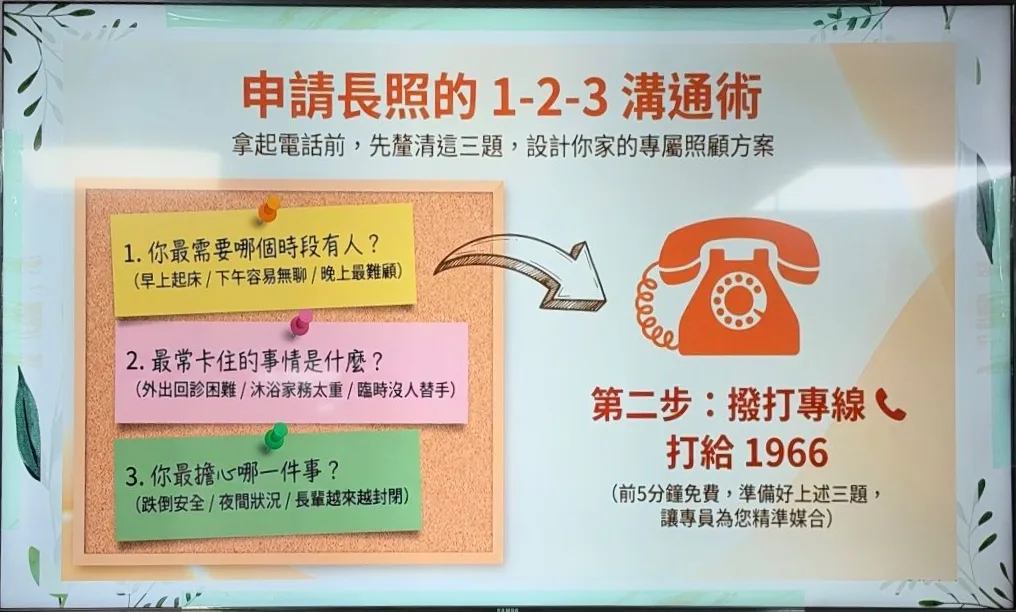 申請長照的 1-2-3 溝通術
拿起電話前，先釐清這三題，設計你家的專屬照顧方案
1. 你最需要哪個時段有人？
（早上起床 / 下午容易無聊 / 晚上最難顧）
2. 最常卡住的事情是什麼？
（外出回診困難 / 沐浴家務太重 / 臨時沒人替手）
3. 你最擔心哪一件事？
（跌倒安全 / 夜間狀況 / 長輩越來越封閉）
第二步：撥打專線
打給 1966
（前5分鐘免費，準備好上述三題，
讓專員為您精準媒合）